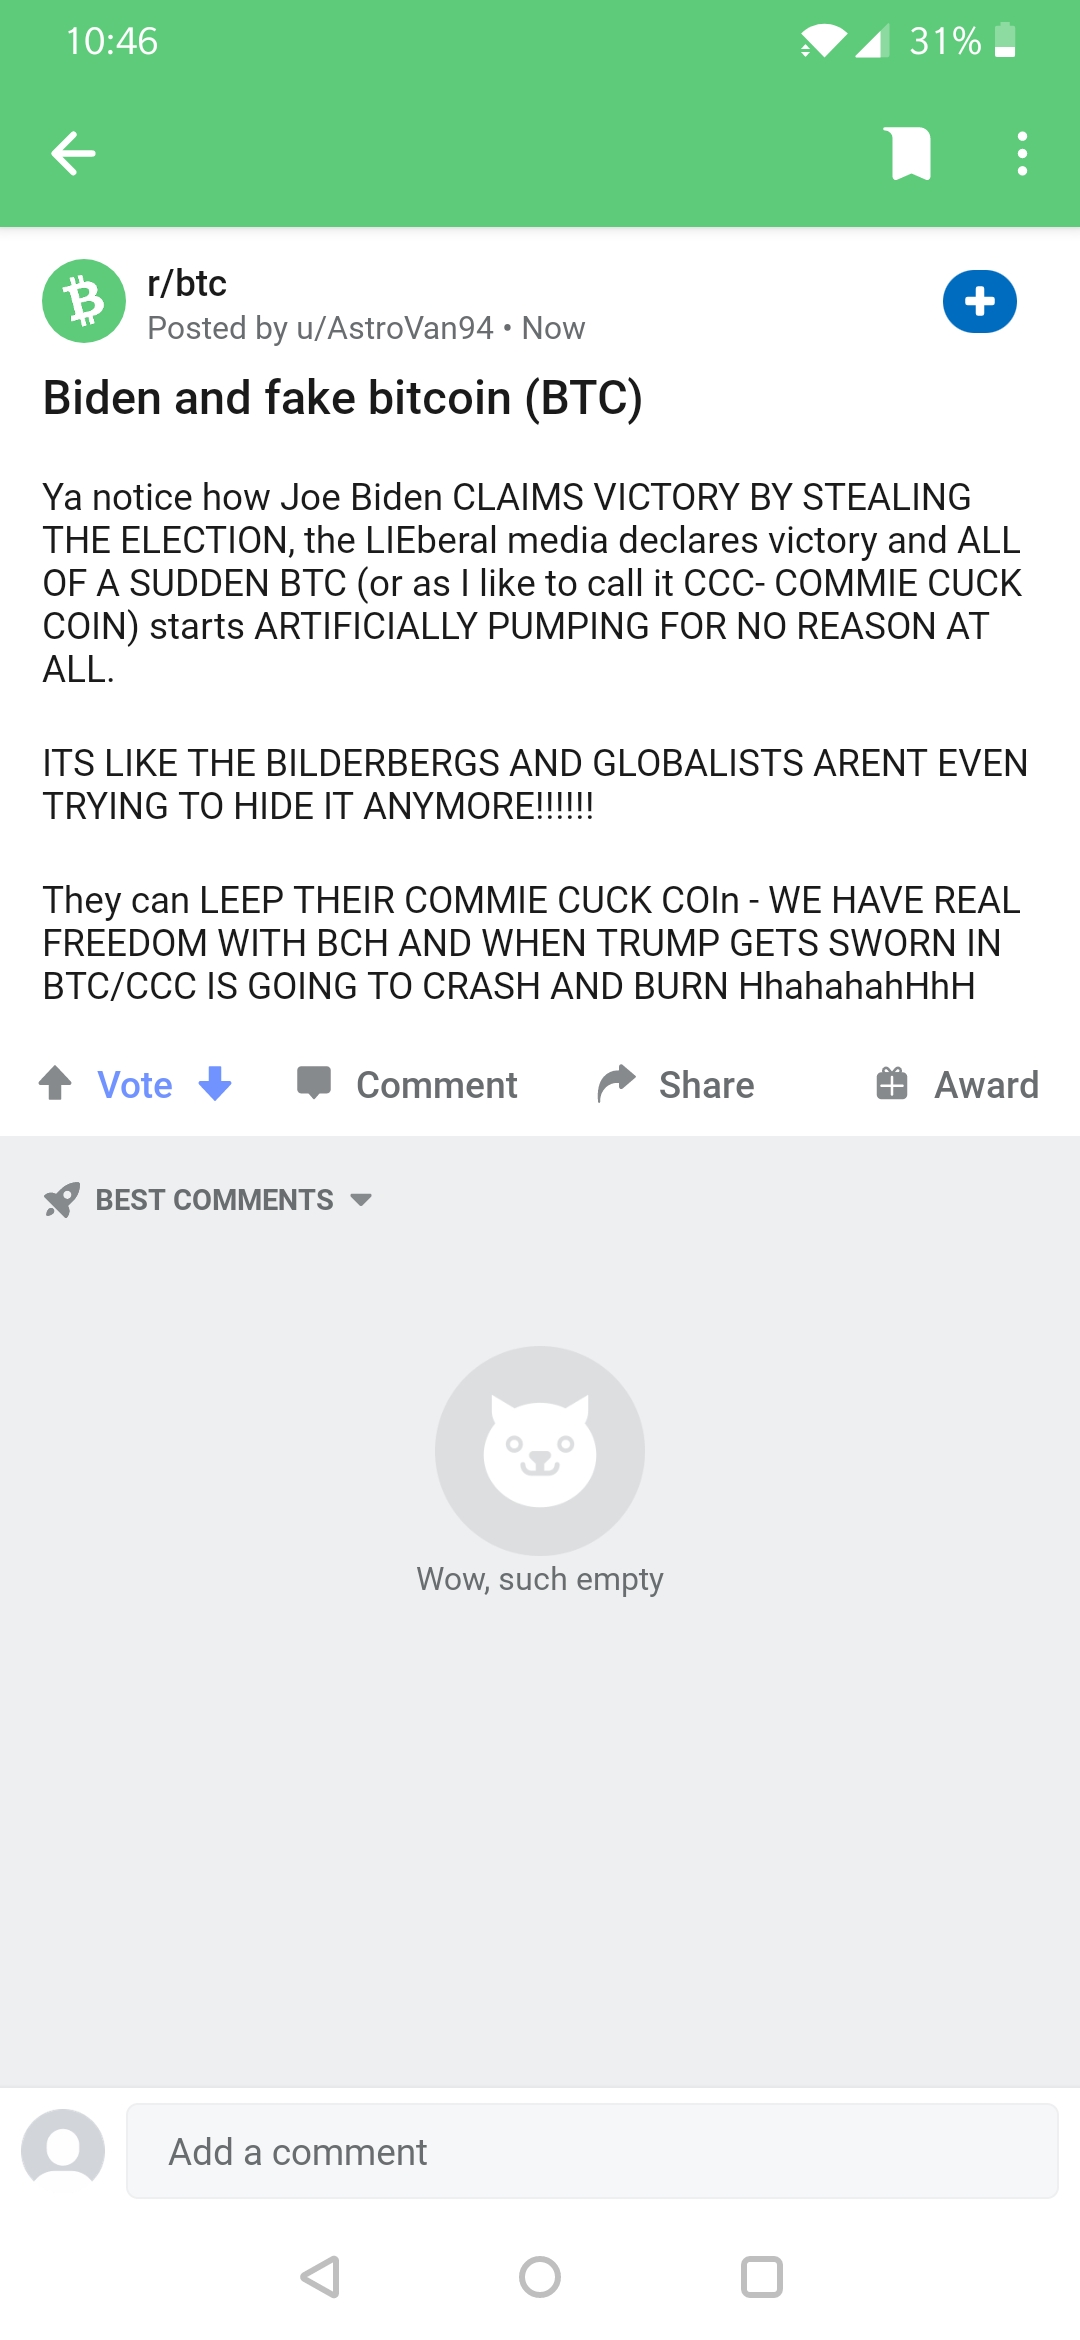 10:46
31%
r/btc
Posted by u/AstroVan94 • Now
Biden and fake bitcoin (BTC)
Ya notice how Joe Biden CLAIMS VICTORY BY STEALING
THE ELECTION, the LIEberal media declares victory and ALL
OF A SUDDEN BTC (or as I like to call it CCC- COMMIE CUCK
COIN) starts ARTIFICIALLY PUMPING FOR NO REASON AT
ALL.
ITS LIKE THE BILDERBERGS AND GLOBALISTS ARENT EVEN
TRYING TO HIDE IT ANYMORE!!!!!!
They can LEEP THEIR COMMIE CUCK COIn - WE HAVE REAL
FREEDOM WITH BCH AND WHEN TRUMP GETS SWORN IN
BTC/CCC IS GOING TO CRASH AND BURN HhahahahHhH
Vote Comment Share Award
BEST COMMENTS
Wow, such empty
Add a comment